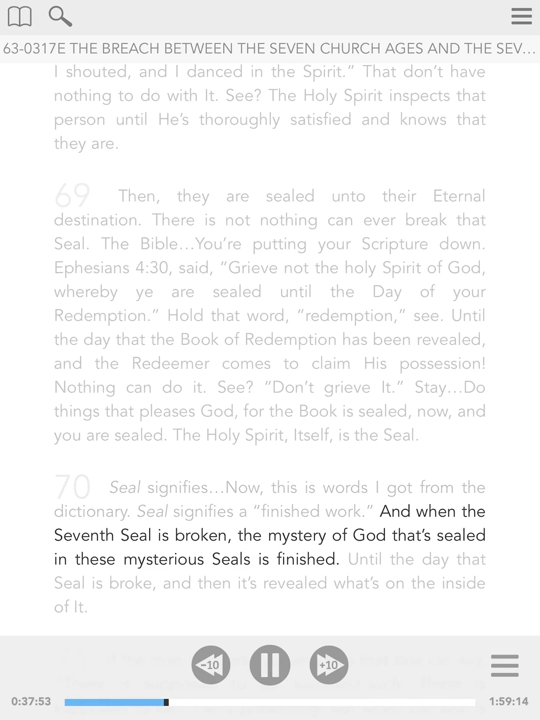 63-0317E THE BREACH BETWEEN THE SEVEN CHURCH AGES AND THE SEV…
I shouted, and I danced in the Spirit.” That don’t have
nothing to do with It. See? The Holy Spirit inspects that
person until He’s thoroughly satisfied and knows that
they are.
69 Then, they are sealed unto their Eternal
destination. There is not nothing can ever break that
Seal. The Bible…You’re putting your Scripture down.
Ephesians 4:30, said, “Grieve not the holy Spirit of God,
whereby ye are sealed until the Day of your
Redemption.” Hold that word, “redemption,” see. Until
the day that the Book of Redemption has been revealed,
and the Redeemer comes to claim His possession!
Nothing can do it. See? “Don’t grieve It.” Stay…Do
things that pleases God, for the Book is sealed, now, and
you are sealed. The Holy Spirit, Itself, is the Seal.
70 Seal signifies…Now, this is words I got from the
dictionary. Seal signifies a “finished work.” And when the
Seventh Seal is broken, the mystery of God that’s sealed
in these mysterious Seals is finished. Until the day that
Seal is broke, and then it’s revealed what’s on the inside
of It.
-10 +10
0:37:53 1:59:14